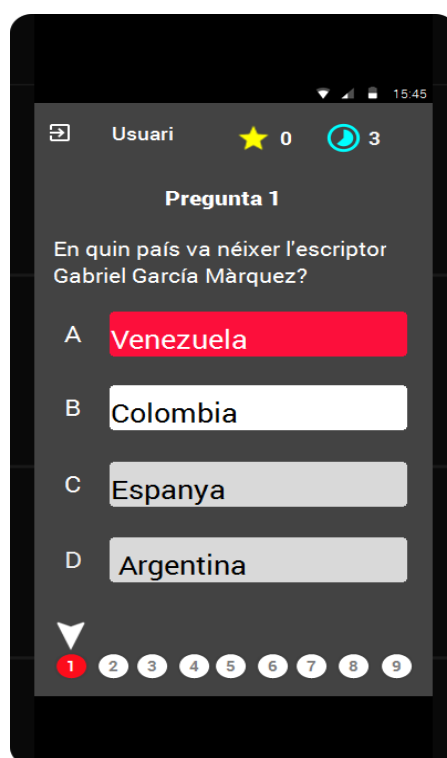 15:45
Usuari 0 3
Pregunta 1
En quin país va néixer l'escriptor
Gabriel García Màrquez?
A Venezuela
B Colombia
C Espanya
D Argentina
1 2 3 4 5 6 7 8 9